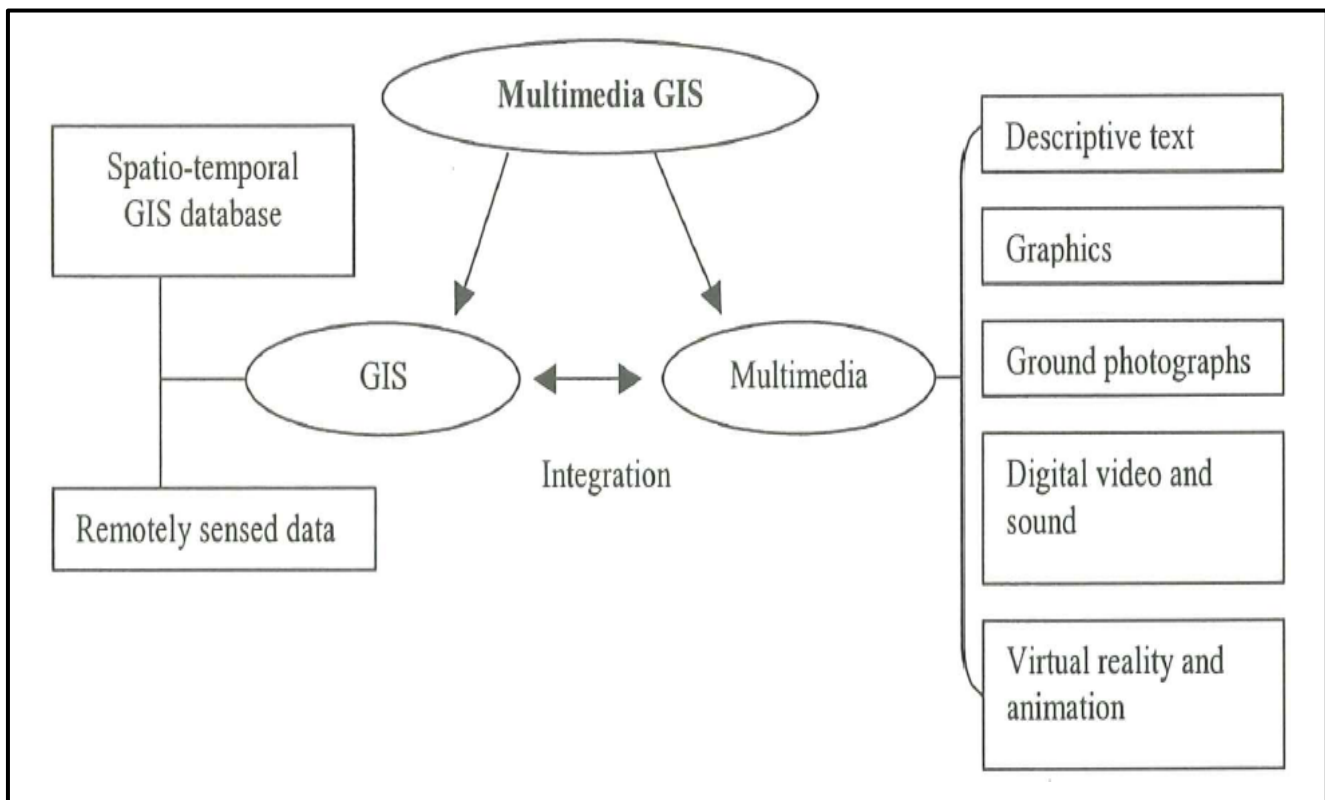 Multimedia GIS
Spatio-temporal
GIS database
GIS
Remotely sensed data
Integration
Multimedia
Descriptive text
Graphics
Ground photographs
Digital video and
sound
Virtual reality and
animation